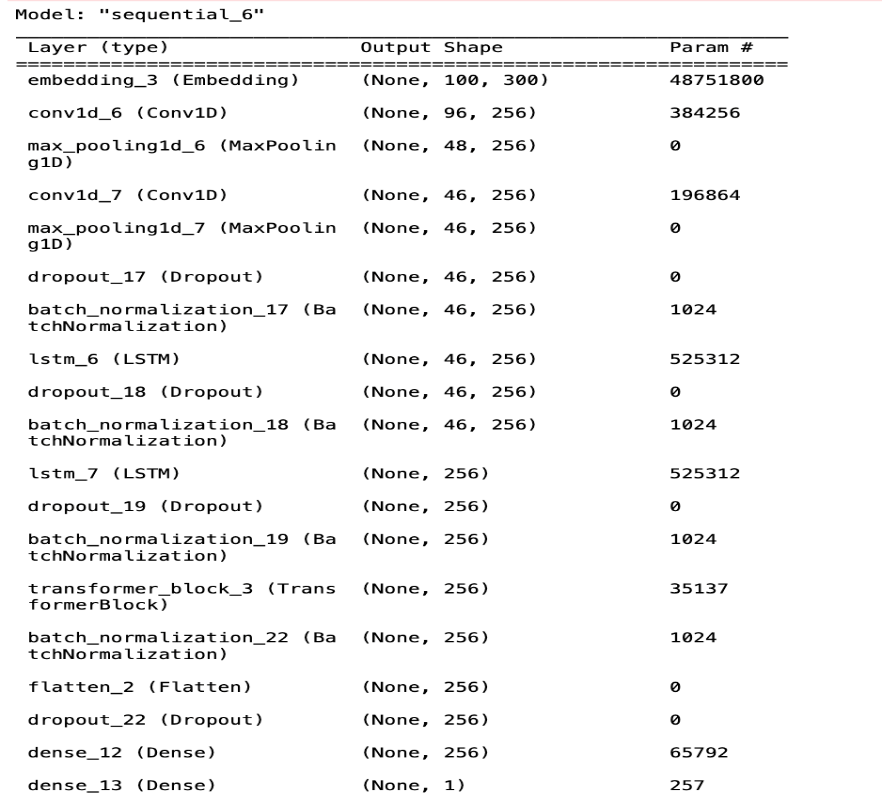 Model: "sequential_6"
Layer (type) Output Shape Param #
embedding_3 (Embedding) (None, 100, 300) 48751800
conv1d_6 (Conv1D) (None, 96, 256) 384256
max_pooling1d_6 (MaxPoolin (None, 48, 256) 0
g1D)
conv1d_7 (Conv1D) (None, 46, 256) 196864
max_pooling1d_7 (MaxPoolin (None, 46, 256) 0
g1D)
dropout_17 (Dropout) (None, 46, 256) 0
batch_normalization_17 (Ba (None, 46, 256) 1024
tchNormalization)
lstm_6 (LSTM) (None, 46, 256) 525312
dropout_18 (Dropout) (None, 46, 256) 0
batch_normalization_18 (Ba (None, 46, 256) 1024
tchNormalization)
lstm_7 (LSTM) (None, 256) 525312
dropout_19 (Dropout) (None, 256) 0
batch_normalization_19 (Ba (None, 256) 1024
tchNormalization)
transformer_block_3 (Trans (None, 256) 35137
formerBlock)
batch_normalization_22 (Ba (None, 256) 1024
tchNormalization)
flatten_2 (Flatten) (None, 256) 0
dropout_22 (Dropout) (None, 256) 0
dense_12 (Dense) (None, 256) 65792
dense_13 (Dense) (None, 1) 257